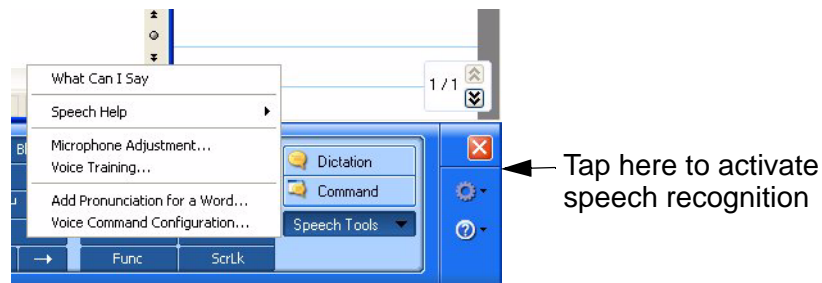 What Can I Say
1 / 1
Speech Help
Microphone Adjustment...
Voice Training...
Dictation
Tap here to activate
speech recognition
Command
Add Pronunciation for a Word...
Voice Command Configuration...
Speech Tools
Func
ScrLk